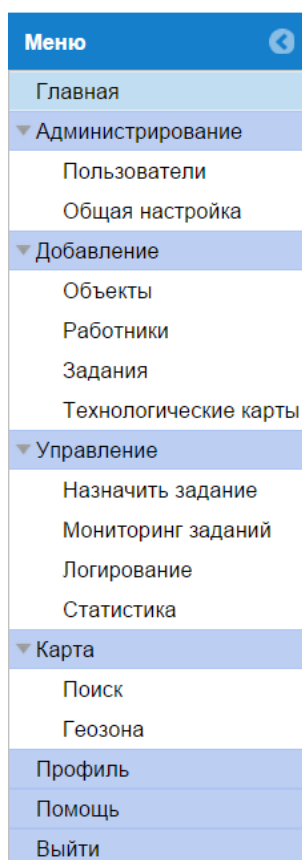 Меню
Главная
Администрирование
Пользователи
Общая настройка
Добавление
Объекты
Работники
Задания
Технологические карты
Управление
Назначить задание
Мониторинг заданий
Логирование
Статистика
Карта
Поиск
Геозона
Профиль
Помощь
Выйти